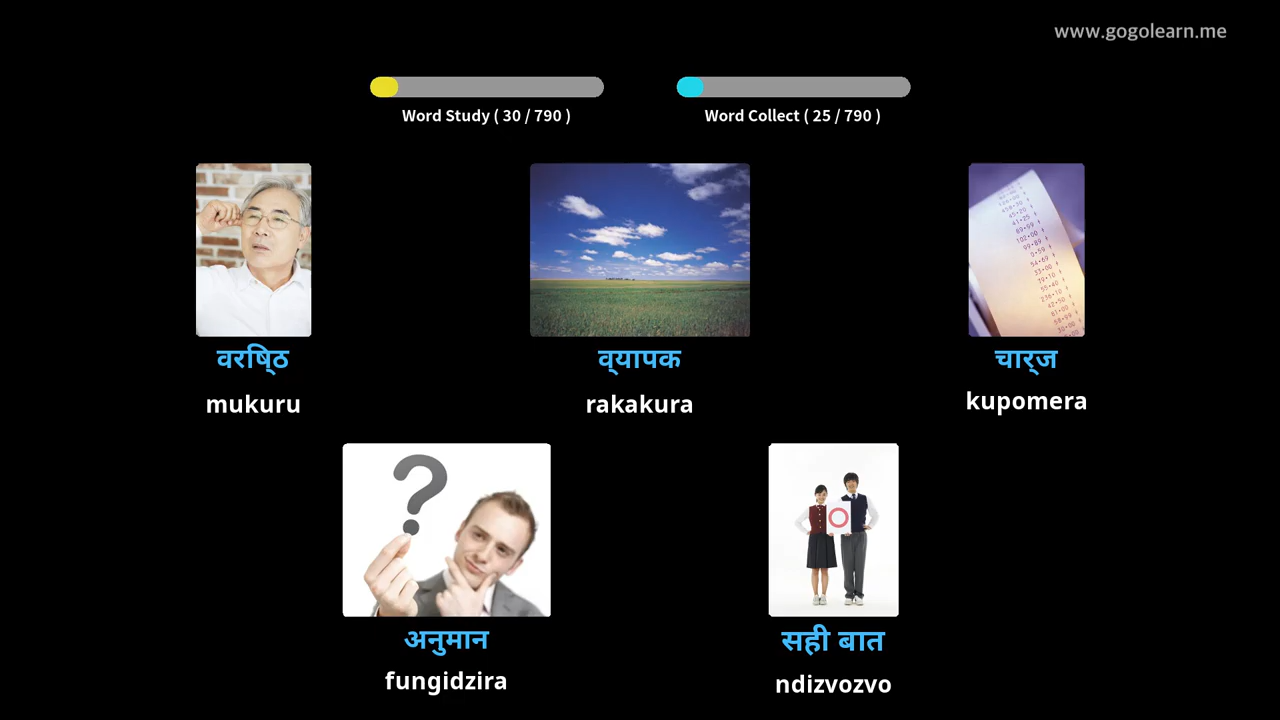 www.gogolearn.me
Word Study ( 30 / 790 )
Word Collect ( 25 / 790 )
वरिष्ठ
व्यापक
चार्ज
mukuru
rakakura
kupomera
अनुमान
सही बात
fungidzira
ndizvozvo